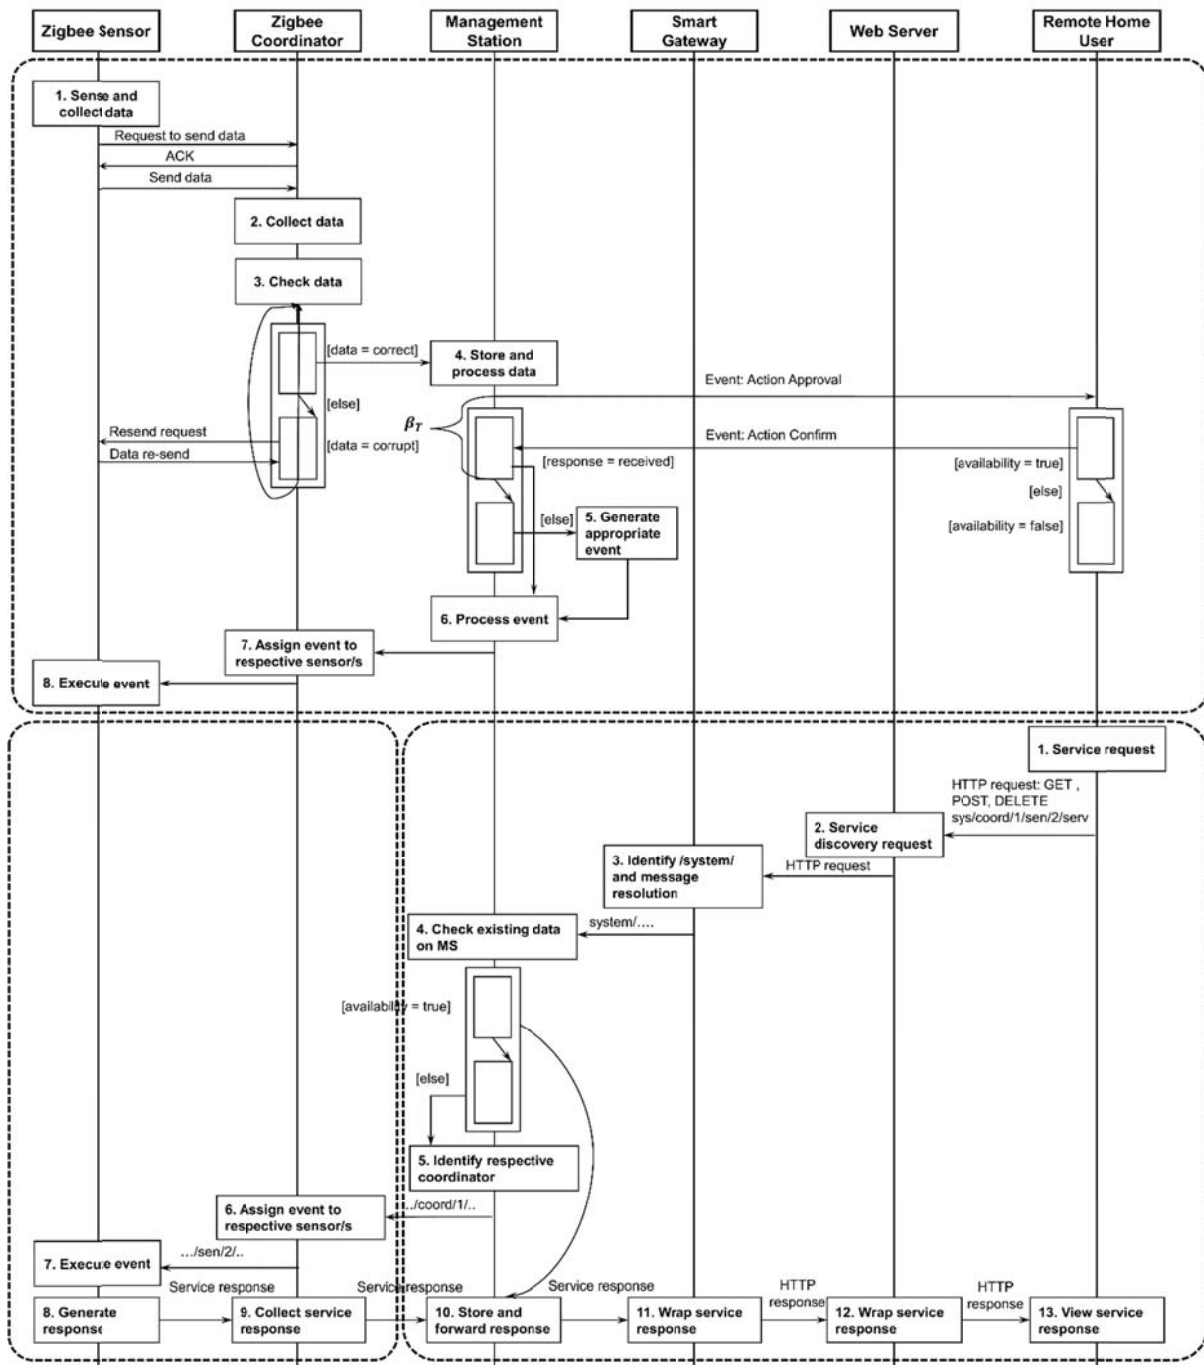 Zigbee Sensor
Zigbee
Coordinator
Management
Station
Smart
Gateway
Web Server
Remote Home
User
1. Sense and
collect data
Request to send data
ACK
Send data
2. Collect data
3. Check data
[data = correct]
4. Store and
process data
Event: Action Approval
[else]
βT
Resend request
[data = corrupt]
Event: Action Confirm
Data re-send
[response = received]
[availability = true]
[else]
[else]
5. Generate
appropriate
event
[availability = false]
6. Process event
7. Assign event to
respective sensor/s
8. Execute event
1. Service request
HTTP request: GET ,
POST, DELETE
sys/coord/1/sen/2/serv
2. Service
discovery request
HTTP request
3. Identify /system/
and message
resolution
system/....
4. Check existing data
on MS
[availability = true]
[else]
5. Identify respective
coordinator
../coord/1/..
6. Assign event to
respective sensor/s
.../sen/2/..
7. Execute event
Service response
Service response
Service response
HTTP
response
HTTP
response
8. Generate
response
9. Collect service
response
10. Store and
forward response
11. Wrap service
response
12. Wrap service
response
13. View service
response